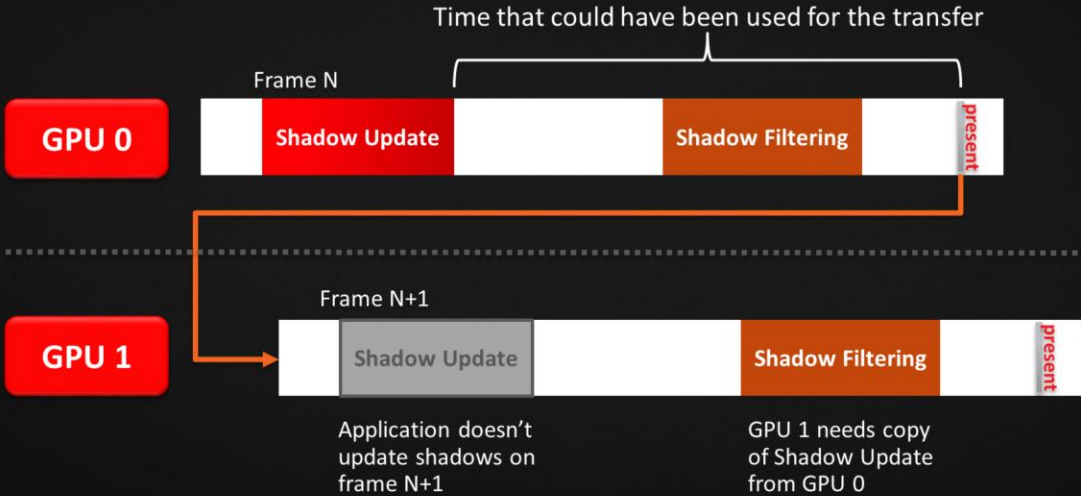 Time that could have been used for the transfer
Frame N
GPU 0
Shadow Update
Shadow Filtering
present
Frame N+1
GPU 1
Shadow Update
Shadow Filtering
present
Application doesn't
update shadows on
frame N+1
GPU 1 needs copy
of Shadow Update
from GPU 0